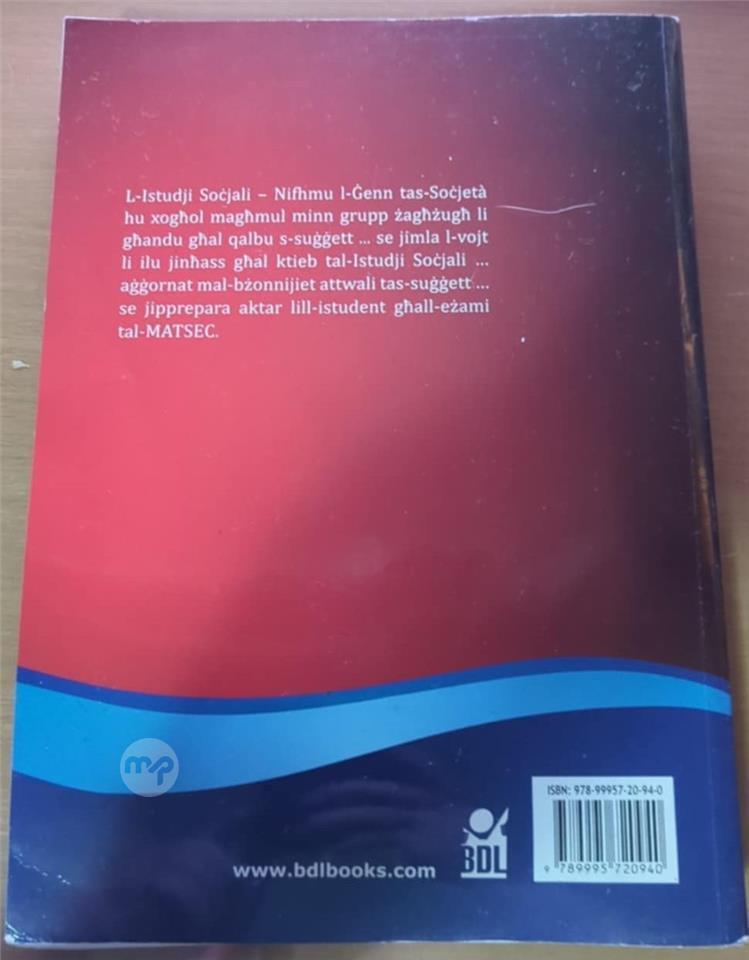 L-Istudji Soċjali – Nifhmu l-Ġenn tas-Soċjetà
hu xogħol magħmul minn grupp żagħżugħ li
għandu għal qalbu s-suġġett ... se jimla l-vojt
li ilu jinħass għal ktieb tal-Istudji Soċjali ...
aġġornat mal-bżonnijiet attwali tas-suġġett ...
se jipprepara aktar lill-istudent għall-eżami
tal-MATSEC.
mp
ISBN: 978-99957-20-94-0
BDL
www.bdlbooks.com
9 789995 720940